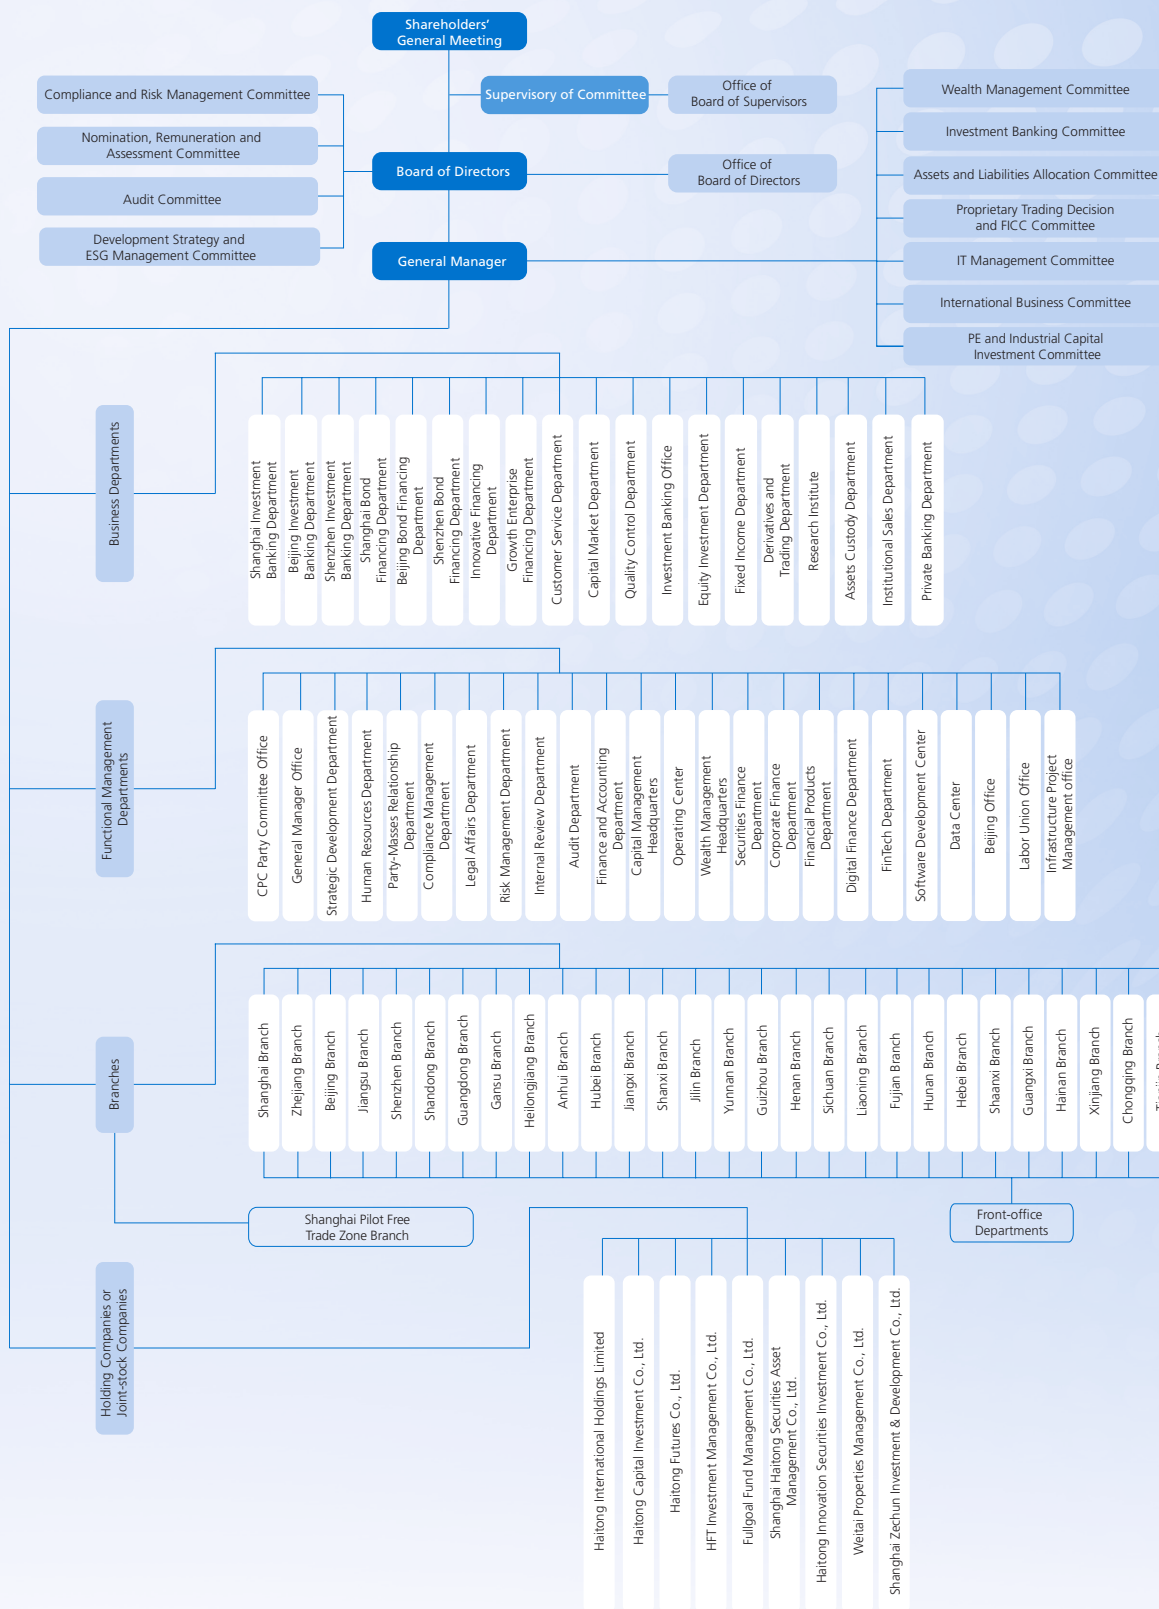 Shareholders'
General Meeting
Supervisory of Committee
Office of
Board of Supervisors
Compliance and Risk Management Committee
Nomination, Remuneration and
Assessment Committee
Audit Committee
Development Strategy and
ESG Management Committee
Board of Directors
Office of
Board of Directors
General Manager
Wealth Management Committee
Investment Banking Committee
Assets and Liabilities Allocation Committee
Proprietary Trading Decision
and FICC Committee
IT Management Committee
International Business Committee
PE and Industrial Capital
Investment Committee
Business Departments
Shanghai Investment
Banking Department
Beijing Investment
Banking Department
Shenzhen Investment
Banking Department
Shanghai Bond
Financing Department
Beijing Bond Financing
Department
Shenzhen Bond
Financing Department
Innovative Financing
Department
Growth Enterprise
Financing Department
Customer Service Department
Capital Market Department
Quality Control Department
Investment Banking Office
Equity Investment Department
Fixed Income Department
Derivatives and
Trading Department
Research Institute
Assets Custody Department
Institutional Sales Department
Private Banking Department
Functional Management
Departments
CPC Party Committee Office
General Manager Office
Strategic Development Department
Human Resources Department
Party-Masses Relationship
Department
Compliance Management
Department
Legal Affairs Department
Risk Management Department
Internal Review Department
Audit Department
Finance and Accounting
Department
Capital Management
Headquarters
Operating Center
Wealth Management
Headquarters
Securities Finance
Department
Corporate Finance
Department
Financial Products
Department
Digital Finance Department
FinTech Department
Software Development Center
Data Center
Beijing Office
Labor Union Office
Infrastructure Project
Management office
Branches
Shanghai Branch
Zhejiang Branch
Beijing Branch
Jiangsu Branch
Shenzhen Branch
Shandong Branch
Guangdong Branch
Gansu Branch
Heilongjiang Branch
Anhui Branch
Hubei Branch
Jiangxi Branch
Shanxi Branch
Jilin Branch
Yunnan Branch
Guizhou Branch
Henan Branch
Sichuan Branch
Liaoning Branch
Fujian Branch
Hunan Branch
Hebei Branch
Shaanxi Branch
Guangxi Branch
Hainan Branch
Xinjiang Branch
Chongqing Branch
Shanghai Pilot Free
Trade Zone Branch
Front-office
Departments
Holding Companies or
Joint-stock Companies
Haitong International Holdings Limited
Haitong Capital Investment Co., Ltd.
Haitong Futures Co., Ltd.
HFT Investment Management Co., Ltd.
Fullgoal Fund Management Co., Ltd.
Shanghai Haitong Securities Asset
Management Co., Ltd.
Haitong Innovation Securities Investment Co., Ltd.
Weitai Properties Management Co., Ltd.
Shanghai Zechun Investment & Development Co., Ltd.